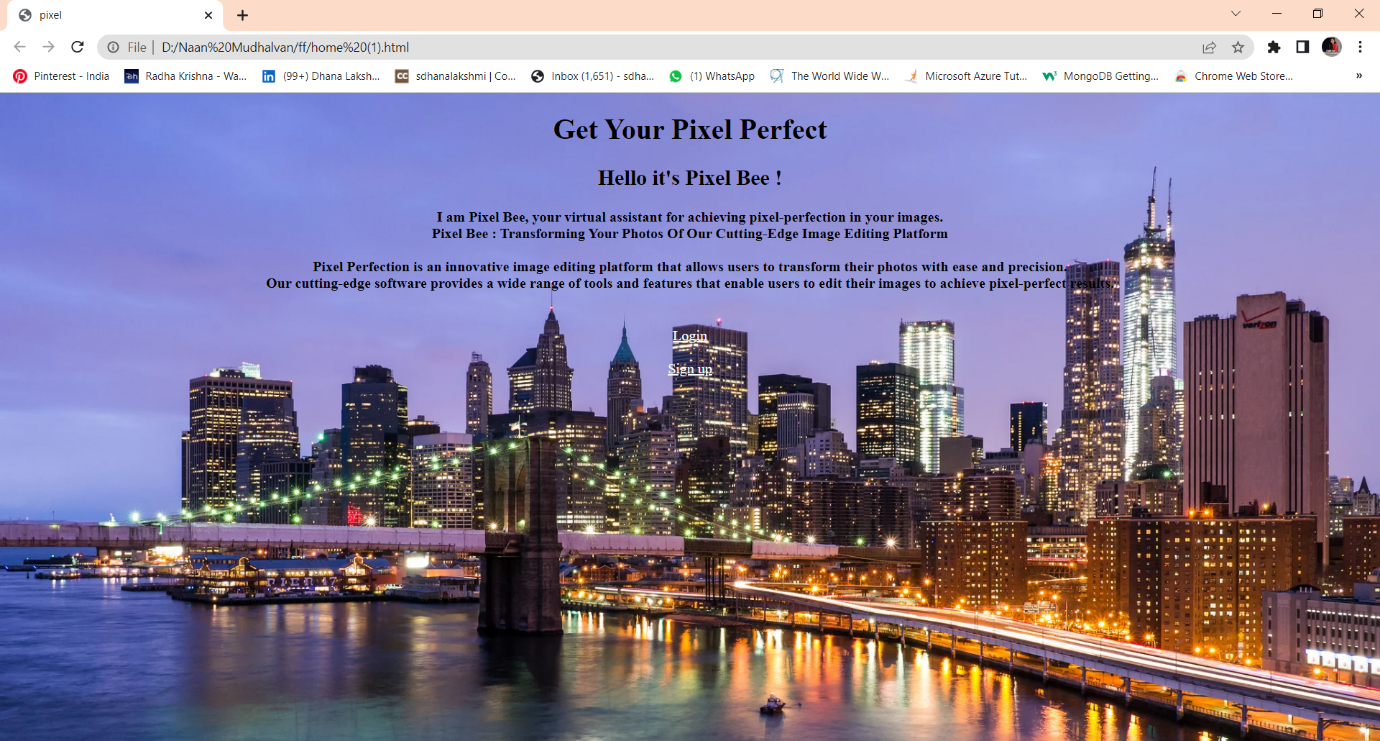 pixel
File | D:/Naan%20Mudhalvan/ff/home%20(1).html
Pinterest - India
Radha Krishna - Wa...
(99+) Dhana Laksh...
sdhanalakshmi | Co...
Inbox (1,651) - sdha...
(1) WhatsApp
The World Wide W...
Microsoft Azure Tut...
MongoDB Getting...
Chrome Web Store...
»
Get Your Pixel Perfect
Hello it's Pixel Bee !
I am Pixel Bee, your virtual assistant for achieving pixel-perfection in your images.
Pixel Bee : Transforming Your Photos Of Our Cutting-Edge Image Editing Platform
Pixel Perfection is an innovative image editing platform that allows users to transform their photos with ease and precision.
Our cutting-edge software provides a wide range of tools and features that enable users to edit their images to achieve pixel-perfect results.
verizon
Login
Sign up
PIER 17